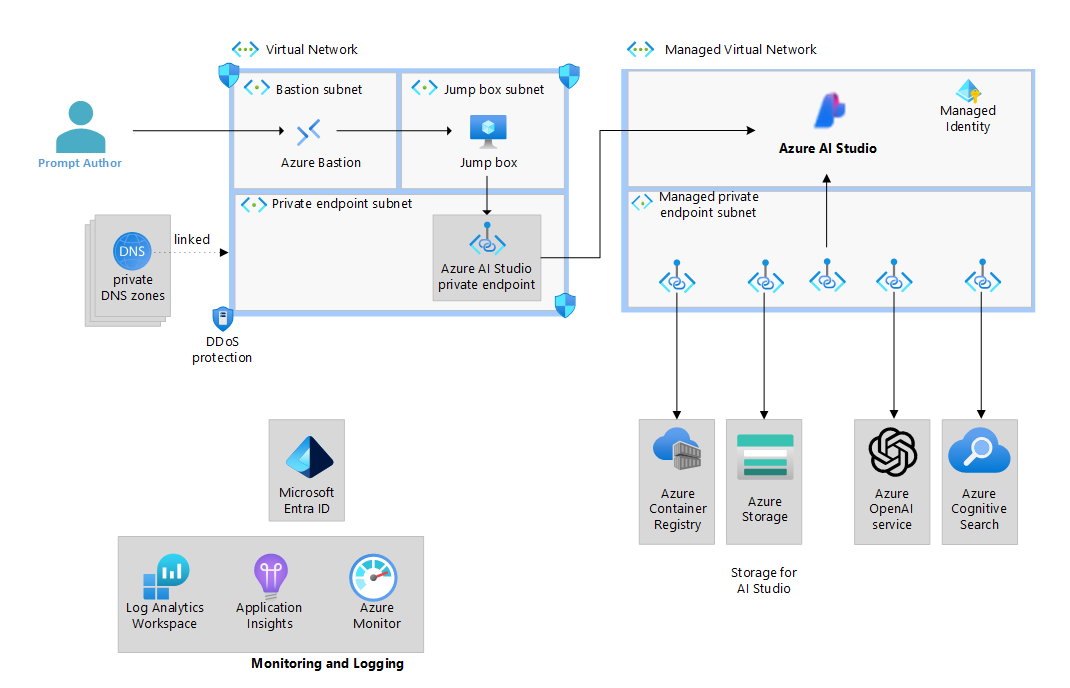 Virtual Network
Managed Virtual Network
Bastion subnet
Jump box subnet
Managed
Identity
Azure AI Studio
Prompt Author
Azure Bastion
Jump box
Private endpoint subnet
Managed private
endpoint subnet
linked
DNS
private
DNS zones
Azure AI Studio
private endpoint
DDoS
protection
Microsoft
Entra ID
Azure
Container
Registry
Azure
Storage
Azure
OpenAI
service
Azure
Cognitive
Search
Storage for
AI Studio
Log Analytics
Workspace
Application
Insights
Azure
Monitor
Monitoring and Logging